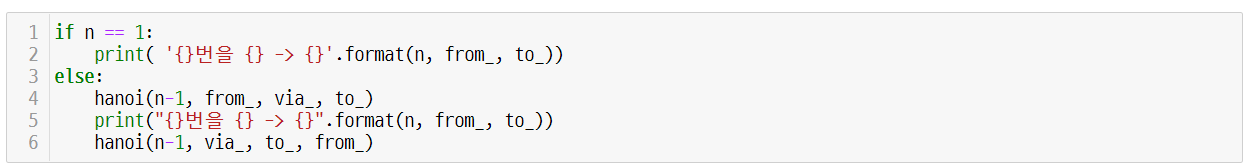 1 if n == 1:
2     print( '{}번을 {} -> {}'.format(n, from_, to_))
3 else:
4     hanoi(n-1, from_, via_, to_)
5     print("{}번을 {} -> {}".format(n, from_, to_))
6     hanoi(n-1, via_, to_, from_)